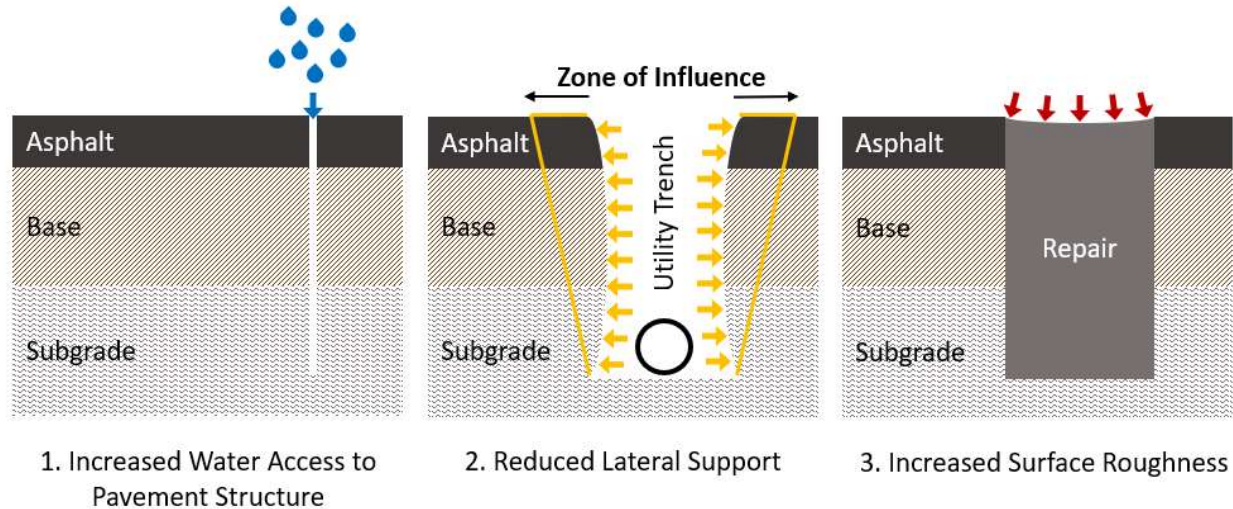 Zone of Influence
Asphalt
Base
Subgrade
Asphalt
Base
Subgrade
Utility Trench
Asphalt
Base
Subgrade
Repair
1. Increased Water Access to
Pavement Structure
2. Reduced Lateral Support
3. Increased Surface Roughness